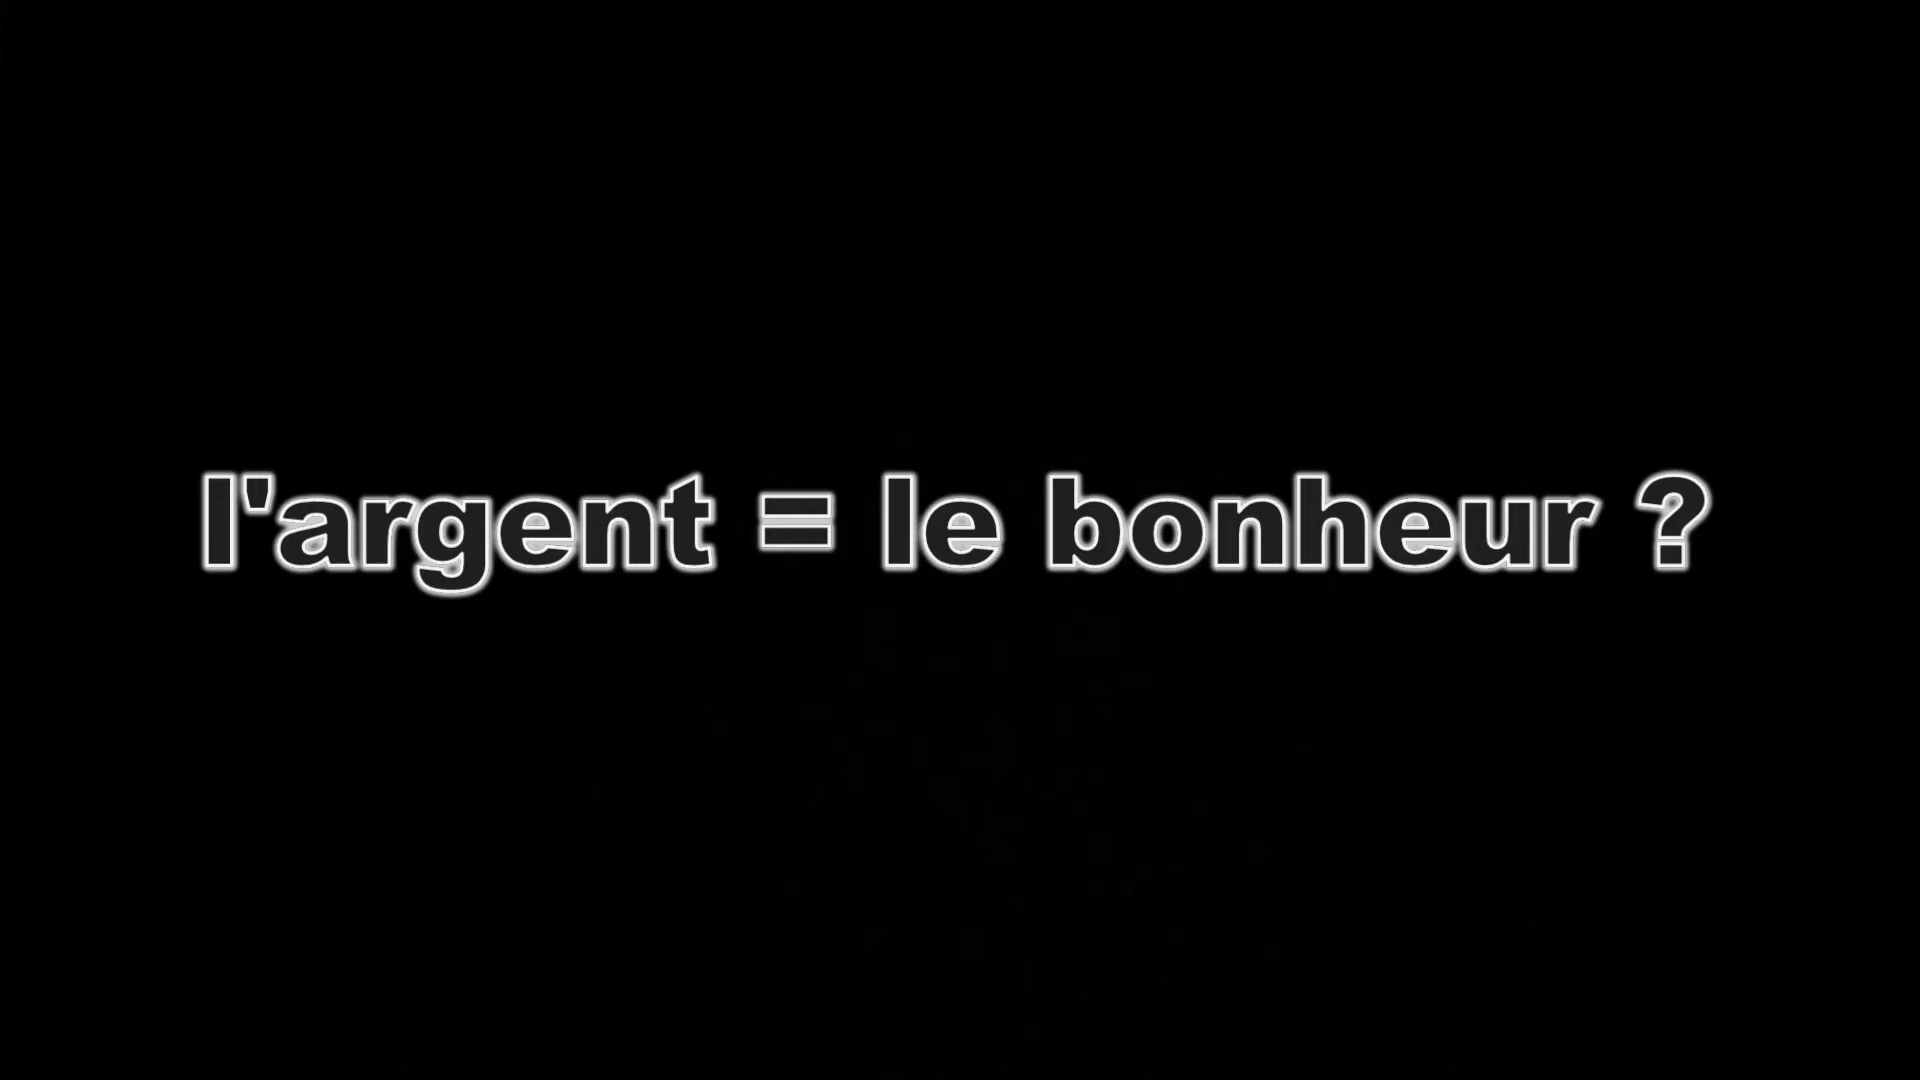 l'argent = le bonheur ?